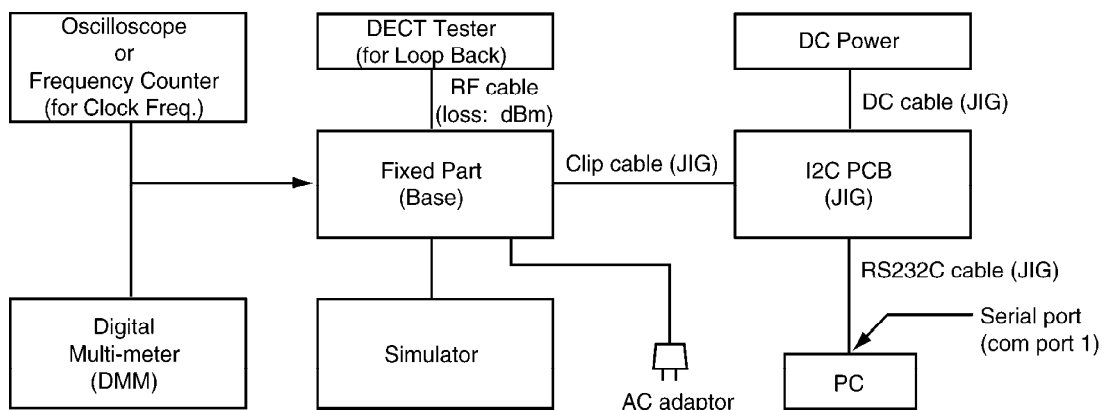 Oscilloscope
or
Frequency Counter
(for Clock Freq.)
DECT Tester
(for Loop Back)
DC Power
RF cable
(loss: dBm)
DC cable (JIG)
Fixed Part
(Base)
Clip cable (JIG)
I2C PCB
(JIG)
RS232C cable (JIG)
Digital
Multi-meter
(DMM)
Simulator
Serial port
(com port 1)
PC
AC adaptor